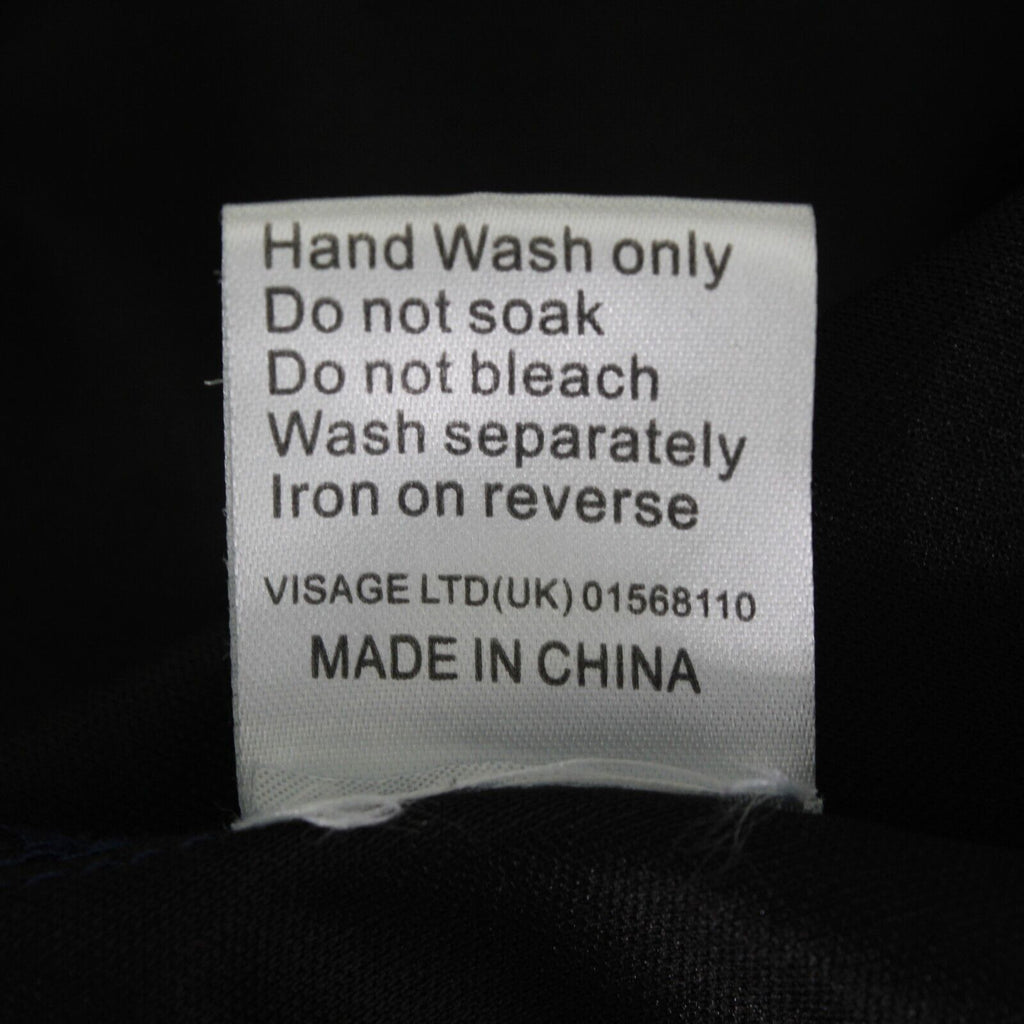 Hand Wash only
Do not soak
Do not bleach
Wash separately
Iron on reverse
VISAGE LTD(UK) 01568110
MADE IN CHINA